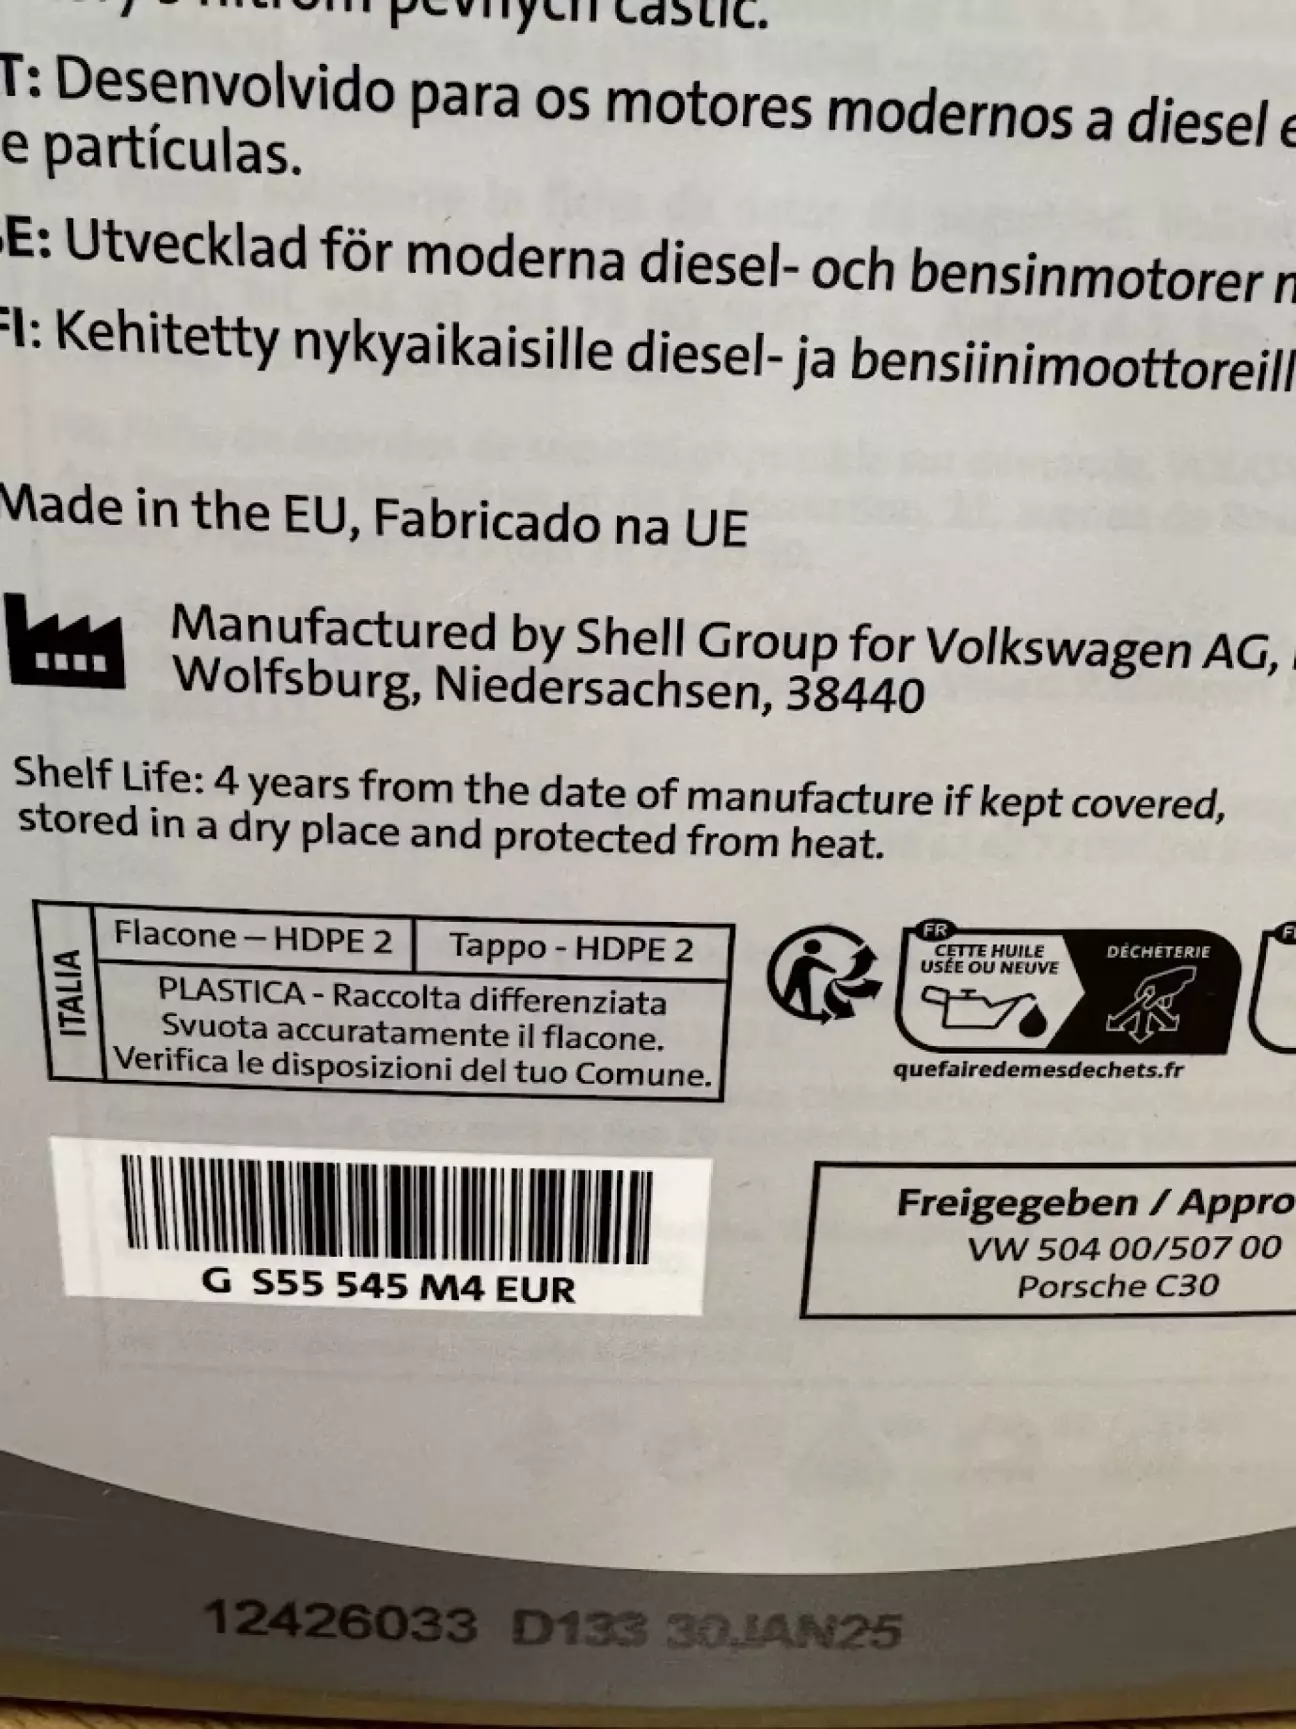 pevných částic.
T: Desenvolvido para os motores modernos a diesel e
e partículas.
SE: Utvecklad för moderna diesel- och bensinmotorer
FI: Kehitetty nykyaikaisille diesel- ja bensiinimoottoreill
Made in the EU, Fabricado na UE
Manufactured by Shell Group for Volkswagen AG,
Wolfsburg, Niedersachsen, 38440
Shelf Life: 4 years from the date of manufacture if kept covered,
stored in a dry place and protected from heat.
ITALIA
Flacone – HDPE 2
Tappo - HDPE 2
PLASTICA - Raccolta differenziata
Svuota accuratamente il flacone.
Verifica le disposizioni del tuo Comune.
FR
CETTE HUILE
USÉE OU NEUVE
DÉCHÈTERIE
quefairedemesdechets.fr
G S55 545 M4 EUR
Freigegeben / Appro
VW 504 00/507 00
Porsche C30
12426033 D133 30JAN25